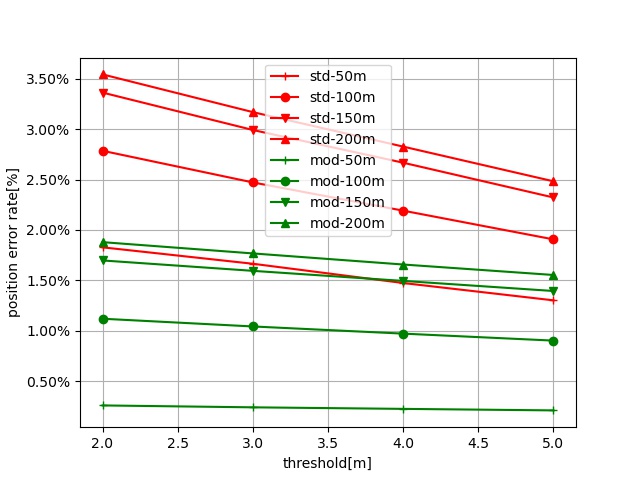 3.50%
3.00%
2.50%
2.00%
1.50%
1.00%
0.50%
position error rate[%]
std-50m
std-100m
std-150m
std-200m
mod-50m
mod-100m
mod-150m
mod-200m
2.0 2.5 3.0 3.5 4.0 4.5 5.0
threshold[m]